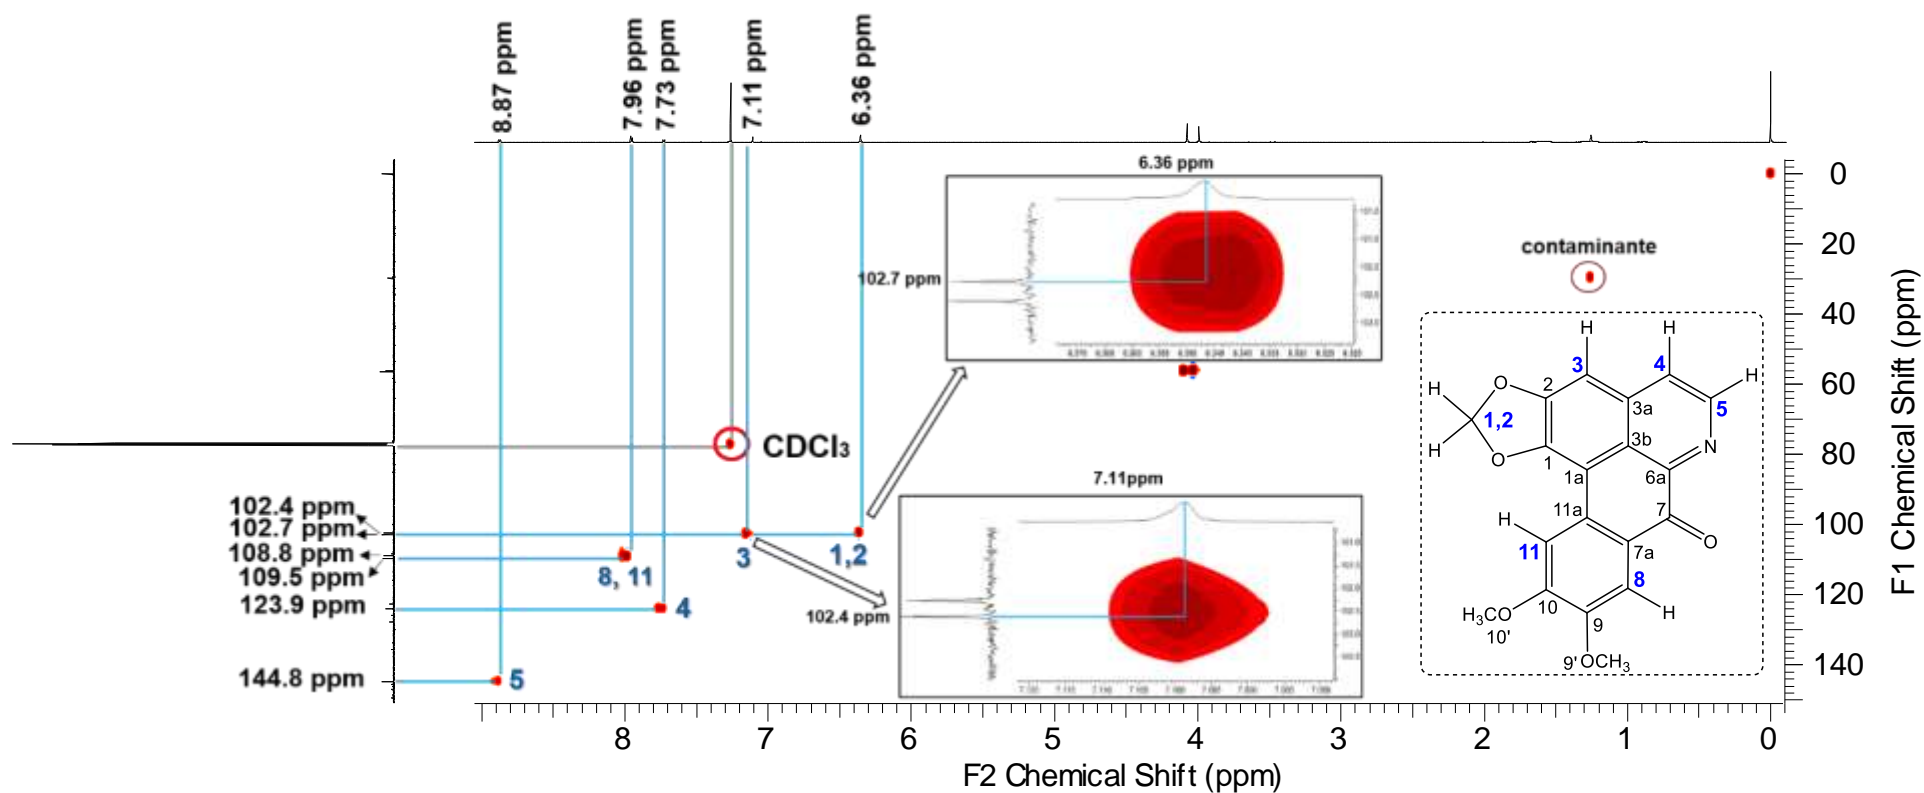 8.87 ppm
7.96 ppm
7.73 ppm
7.11 ppm
6.36 ppm
6.36 ppm
102.7 ppm
contaminante
CDCl₃
7.11ppm
102.4 ppm
102.4 ppm
102.7 ppm
108.8 ppm
109.5 ppm
123.9 ppm
144.8 ppm
8, 11
3
1,2
4
5
H
H
3
4
H
H
O
2
3a
5
1,2
3b
N
H
O
1
1a
6a
11a
7
H
O
11
7a
8
H₃CO
10
H
10'
9
9'
OCH₃
0
20
40
60
80
100
120
140
F1 Chemical Shift (ppm)
8
7
6
5
4
3
2
1
0
F2 Chemical Shift (ppm)